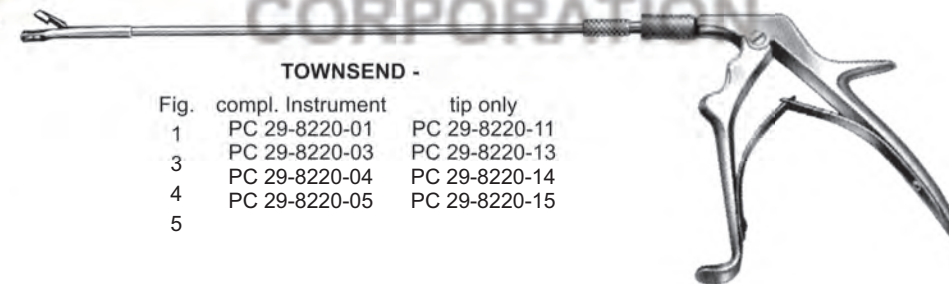 CORPORATION
TOWNSEND -
Fig. compl. Instrument tip only
1 PC 29-8220-01 PC 29-8220-11
3 PC 29-8220-03 PC 29-8220-13
4 PC 29-8220-04 PC 29-8220-14
5 PC 29-8220-05 PC 29-8220-15